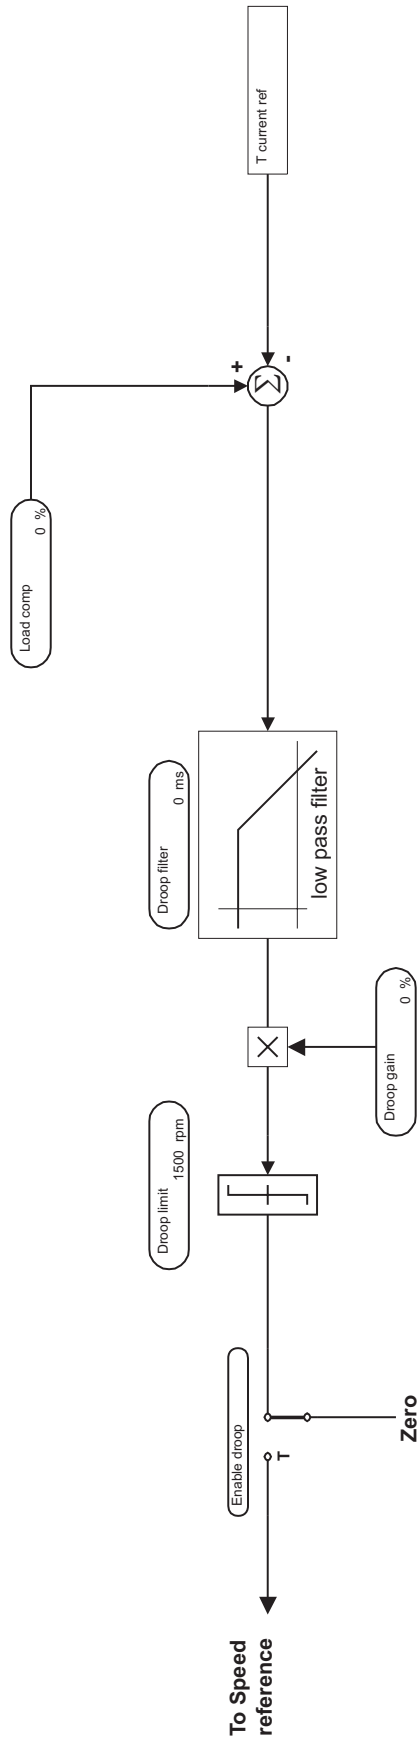 To Speed
reference
Enable droop
T
Zero
Droop limit
1500 rpm
Droop gain
0 %
Droop filter
0 ms
low pass filter
Load comp
0 %
+
Σ
-
T current ref